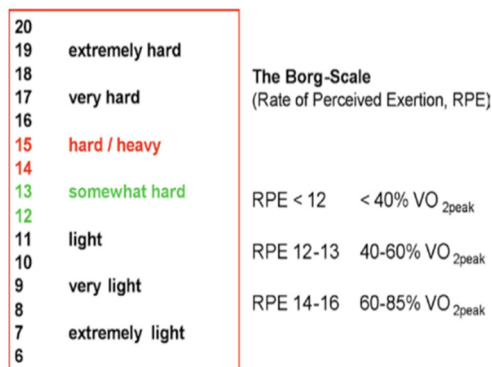 20
19 extremely hard
18
17 very hard
16
15 hard / heavy
14
13 somewhat hard
12
11 light
10
9 very light
8
7 extremely light
6
The Borg-Scale
(Rate of Perceived Exertion, RPE)
RPE < 12 < 40% VO 2peak
RPE 12-13 40-60% VO 2peak
RPE 14-16 60-85% VO 2peak